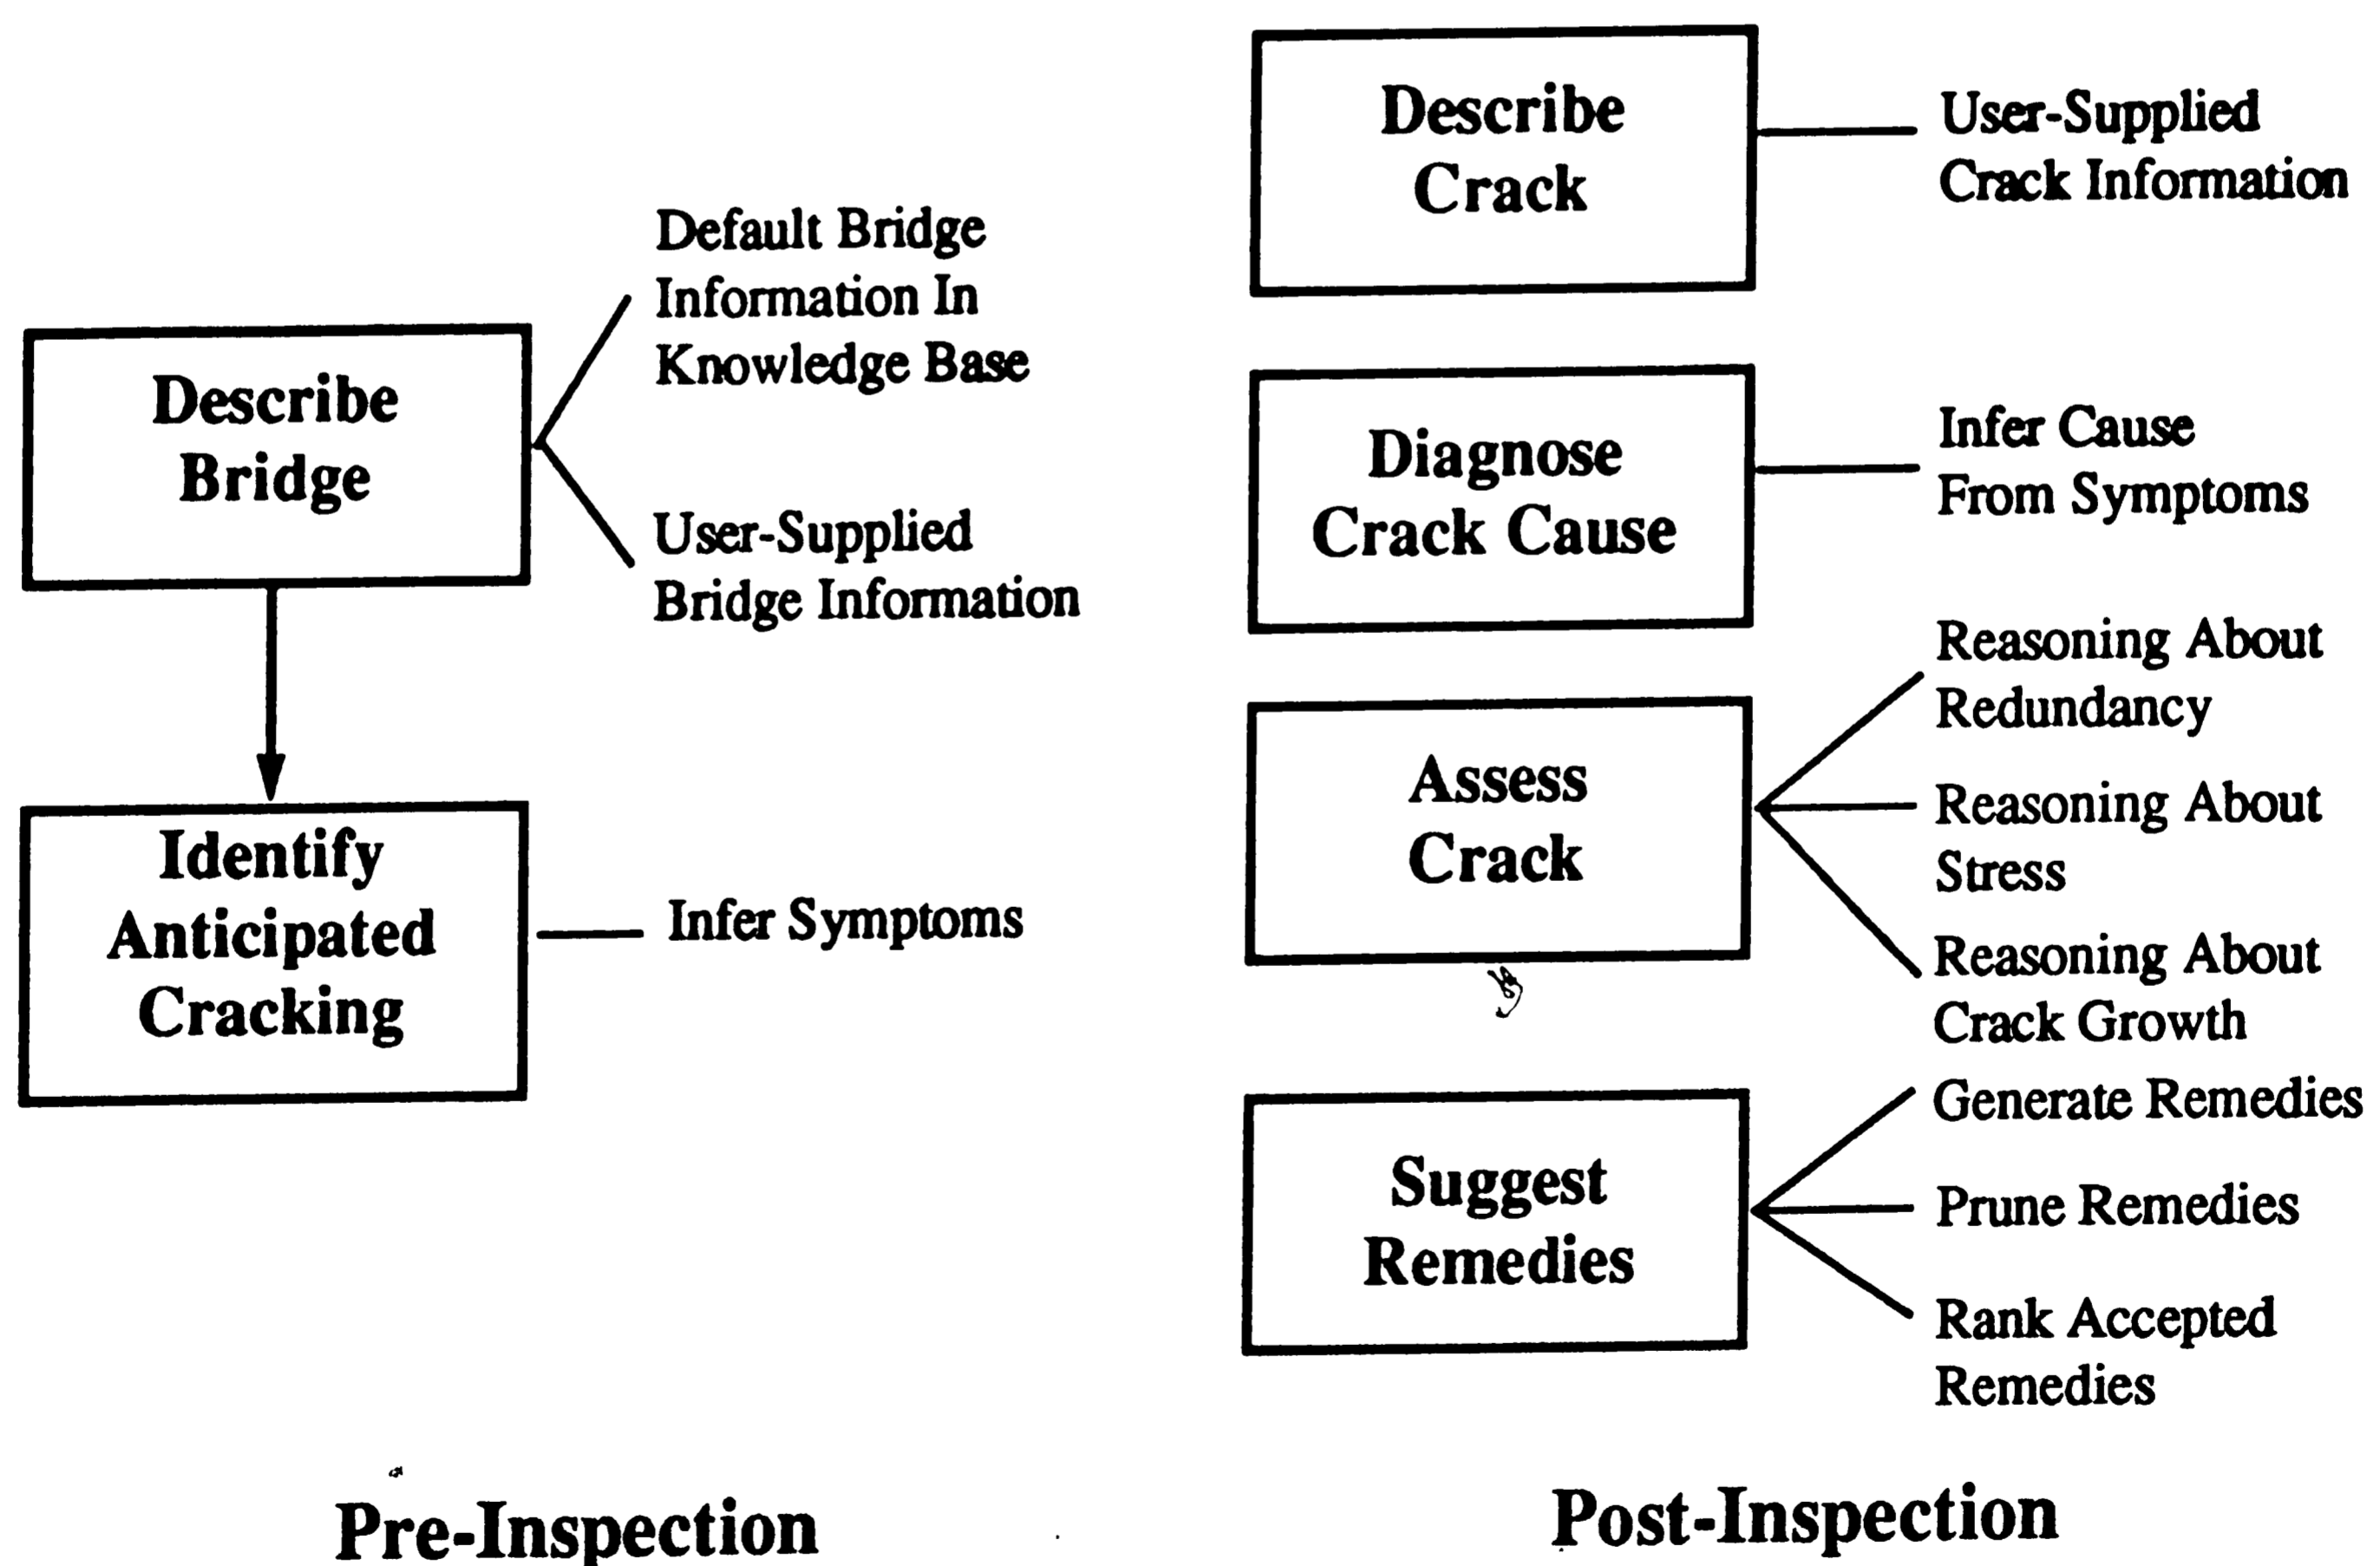 Describe
Bridge
Default Bridge
Information In
Knowledge Base
User-Supplied
Bridge Information
Identify
Anticipated
Cracking
Infer Symptoms
Pre-Inspection
Describe
Crack
User-Supplied
Crack Information
Diagnose
Crack Cause
Infer Cause
From Symptoms
Assess
Crack
Reasoning About
Redundancy
Reasoning About
Stress
Reasoning About
Crack Growth
Suggest
Remedies
Generate Remedies
Prune Remedies
Rank Accepted
Remedies
Post-Inspection